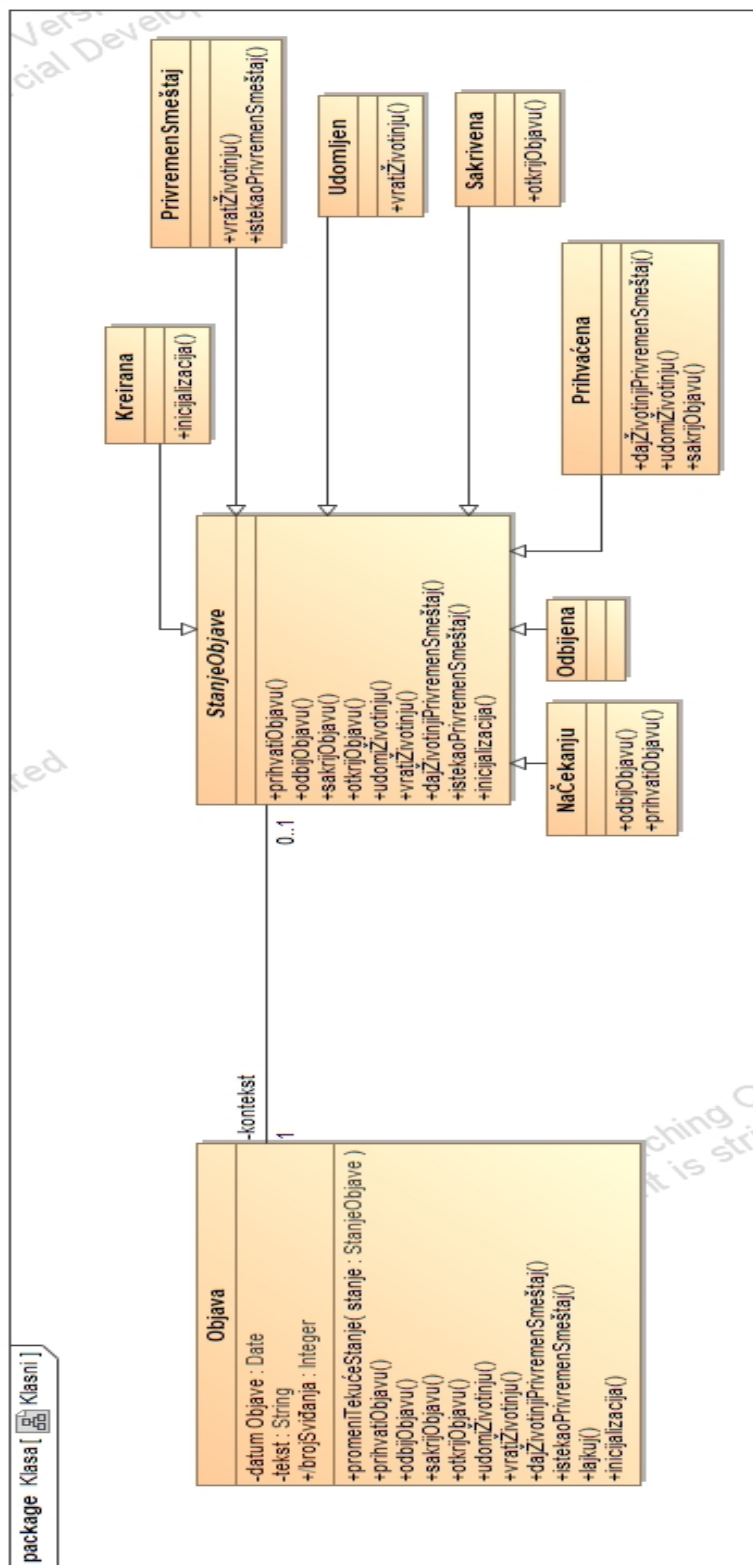 package Klasa [ Klasni ]
Objava
-datum Objave : Date
-tekst : String
+/brojSviđanja : Integer
+promeniTekućeStanje( stanje : StanjeObjave )
+prihvatiObjavu()
+odbijObjavu()
+sakrijObjavu()
+otkrijObjavu()
+udomiŽivotinju()
+vratiŽivotinju()
+dajŽivotinjiPrivremenSmeštaj()
+istekaoPrivremenSmeštaj()
+lajkuj()
+inicijalizacija()
-kontekst
1
0..1
StanjeObjave
+prihvatiObjavu()
+odbijObjavu()
+sakrijObjavu()
+otkrijObjavu()
+udomiŽivotinju()
+vratiŽivotinju()
+dajŽivotinjiPrivremenSmeštaj()
+istekaoPrivremenSmeštaj()
+inicijalizacija()
Kreirana
+inicijalizacija()
PrivremenSmeštaj
+vratiŽivotinju()
+istekaoPrivremenSmeštaj()
Udomljen
+vratiŽivotinju()
Sakrivena
+otkrijObjavu()
Prihvaćena
+dajŽivotinjiPrivremenSmeštaj()
+udomiŽivotinju()
+sakrijObjavu()
Odbijena
NaČekanju
+odbijObjavu()
+prihvatiObjavu()